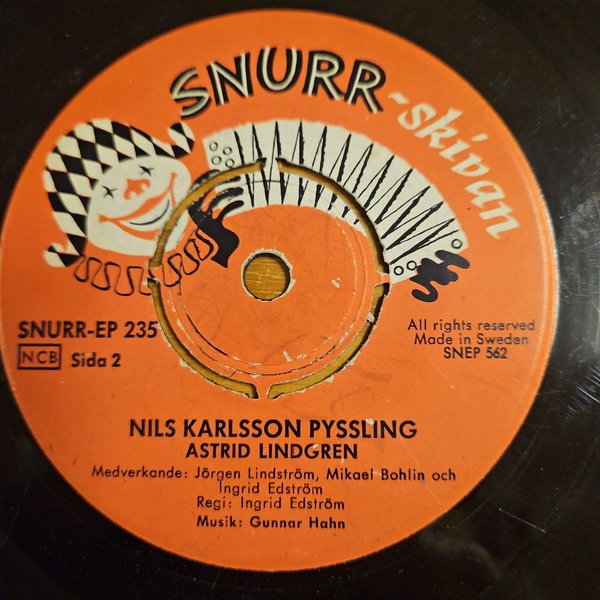 SNURR-skivan
SNURR-EP 235
NCB Sida 2
All rights reserved
Made in Sweden
SNEP 562
NILS KARLSSON PYSSLING
ASTRID LINDGREN
Medverkande: Jörgen Lindström, Mikael Bohlin och
Ingrid Edström
Regi: Ingrid Edström
Musik: Gunnar Hahn